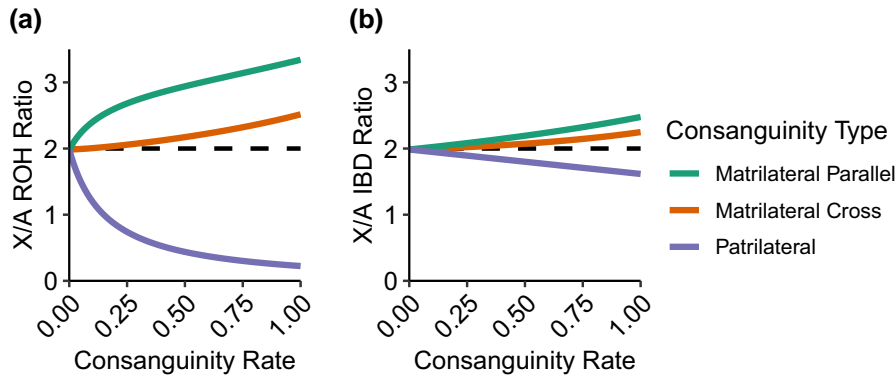 (a)
X/A ROH Ratio
3
2
1
0
0.00
0.25
0.50
0.75
1.00
Consanguinity Rate
(b)
X/A IBD Ratio
3
2
1
0
0.00
0.25
0.50
0.75
1.00
Consanguinity Rate
Consanguinity Type
Matrilateral Parallel
Matrilateral Cross
Patrilateral